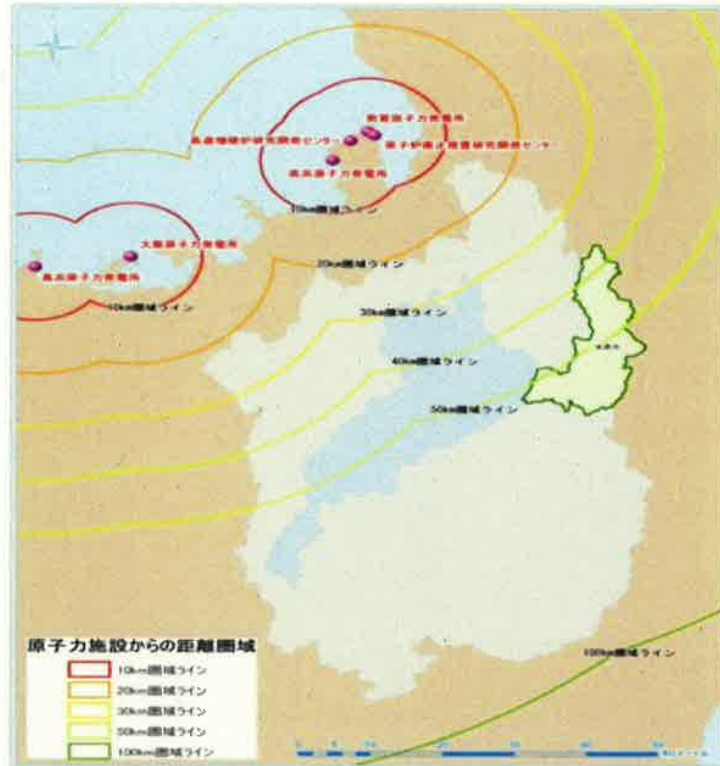 敦賀原子力発電所
高速増殖炉研究開発センター
原子炉廃止措置研究開発センター
美浜原子力発電所
10km圏域ライン
大飯原子力発電所
20km圏域ライン
高浜原子力発電所
10km圏域ライン
30km圏域ライン
40km圏域ライン
50km圏域ライン
100km圏域ライン
原子力施設からの距離圏域
10km圏域ライン
20km圏域ライン
30km圏域ライン
50km圏域ライン
100km圏域ライン